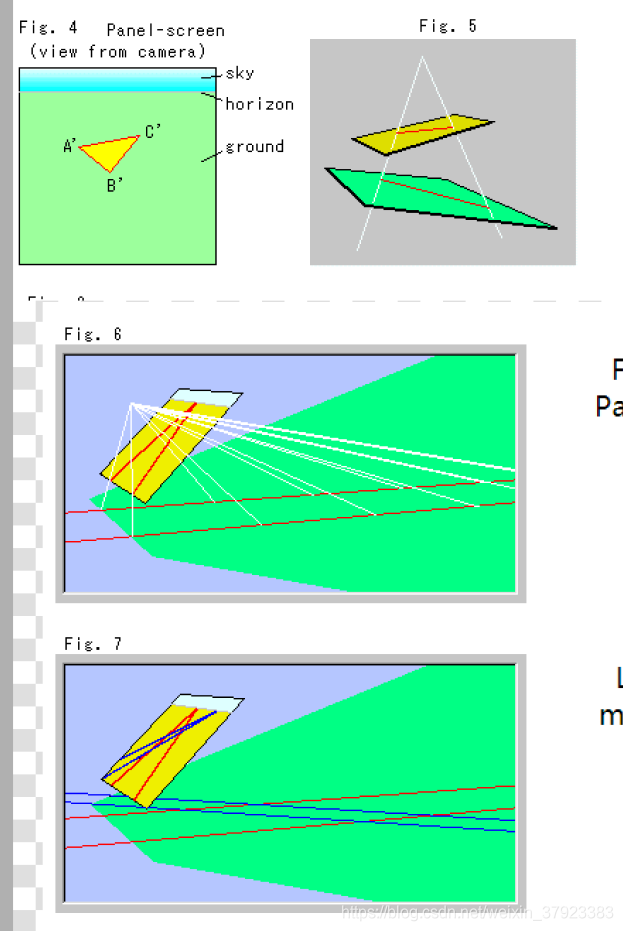 Fig. 4 Panel-screen
(view from camera)
sky
horizon
ground
A'
B'
C'
Fig. 5
Fig. 6
F
Pa
Fig. 7
L
m
https://blog.csdn.net/weixin_37923383